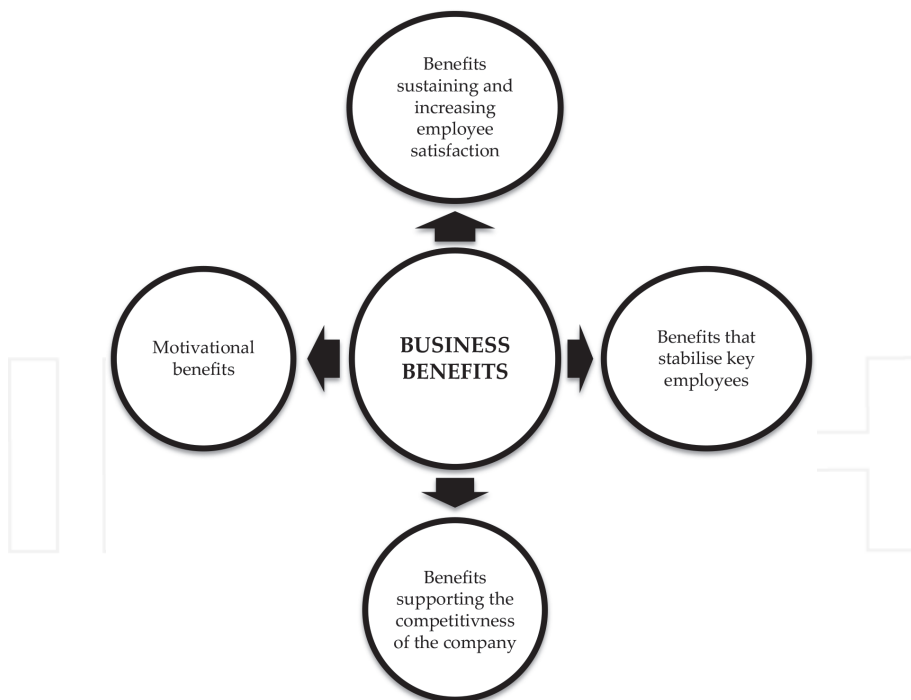 Benefits
sustaining and
increasing
employee
satisfaction
Motivational
benefits
BUSINESS
BENEFITS
Benefits that
stabilise key
employees
Benefits
supporting the
competitivness
of the company